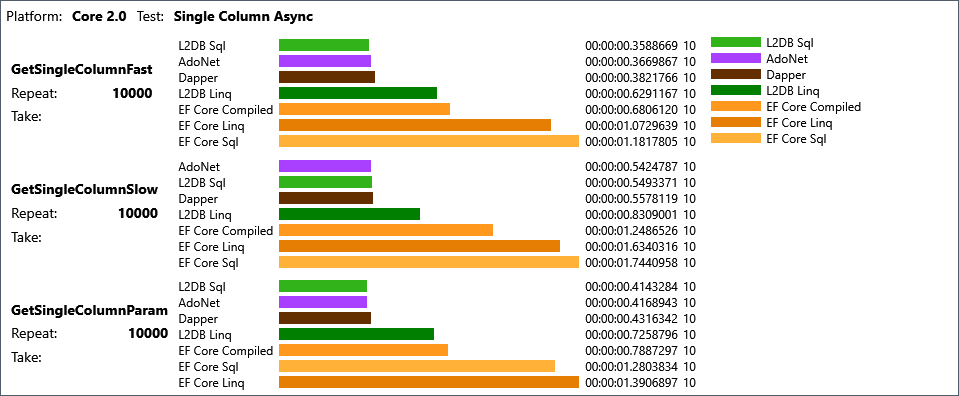 Platform: Core 2.0 Test: Single Column Async
GetSingleColumnFast
Repeat: 10000
Take:
L2DB Sql 00:00:00.3588669 10
AdoNet 00:00:00.3669867 10
Dapper 00:00:00.3821766 10
L2DB Linq 00:00:00.6291167 10
EF Core Compiled 00:00:00.6806120 10
EF Core Linq 00:00:01.0729639 10
EF Core Sql 00:00:01.1817805 10
GetSingleColumnSlow
Repeat: 10000
Take:
AdoNet 00:00:00.5424787 10
L2DB Sql 00:00:00.5493371 10
Dapper 00:00:00.5578119 10
L2DB Linq 00:00:00.8309001 10
EF Core Compiled 00:00:01.2486526 10
EF Core Linq 00:00:01.6340316 10
EF Core Sql 00:00:01.7440958 10
GetSingleColumnParam
Repeat: 10000
Take:
L2DB Sql 00:00:00.4143284 10
AdoNet 00:00:00.4168943 10
Dapper 00:00:00.4316342 10
L2DB Linq 00:00:00.7258796 10
EF Core Compiled 00:00:00.7887297 10
EF Core Sql 00:00:01.2803834 10
EF Core Linq 00:00:01.3906897 10
L2DB Sql
AdoNet
Dapper
L2DB Linq
EF Core Compiled
EF Core Linq
EF Core Sql